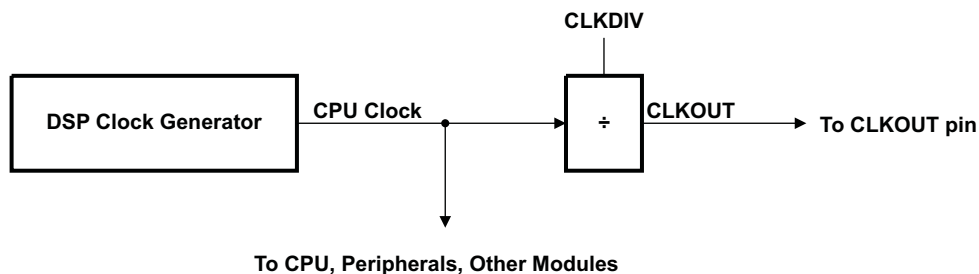 CLKDIV
DSP Clock Generator
CPU Clock
÷
CLKOUT
To CLKOUT pin
To CPU, Peripherals, Other Modules